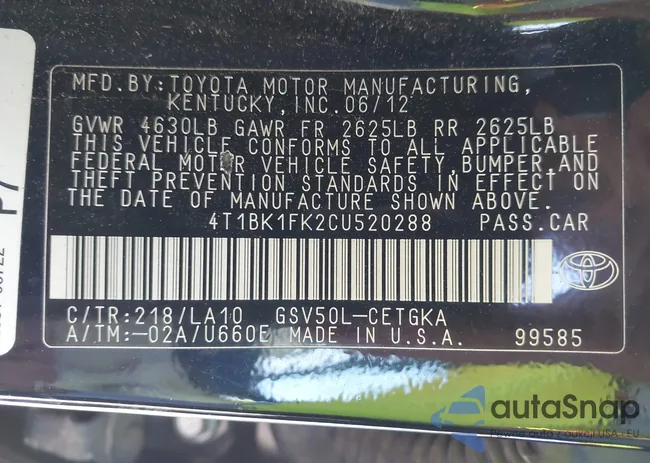 MFD.BY:TOYOTA MOTOR MANUFACTURING,
KENTUCKY, INC. 06/12
GVWR 4630LB GAWR FR 2625LB RR 2625LB
THIS VEHICLE CONFORMS TO ALL APPLICABLE
FEDERAL MOTOR VEHICLE SAFETY, BUMPER, AND
THEFT PREVENTION STANDARDS IN EFFECT ON
THE DATE OF MANUFACTURE SHOWN ABOVE.
4T1BK1FK2CU520288 PASS.CAR
C/TR:218/LA10 GSV50L-CETGKA
A/TM:-02A/U660E MADE IN U.S.A. 99585
autaSnap